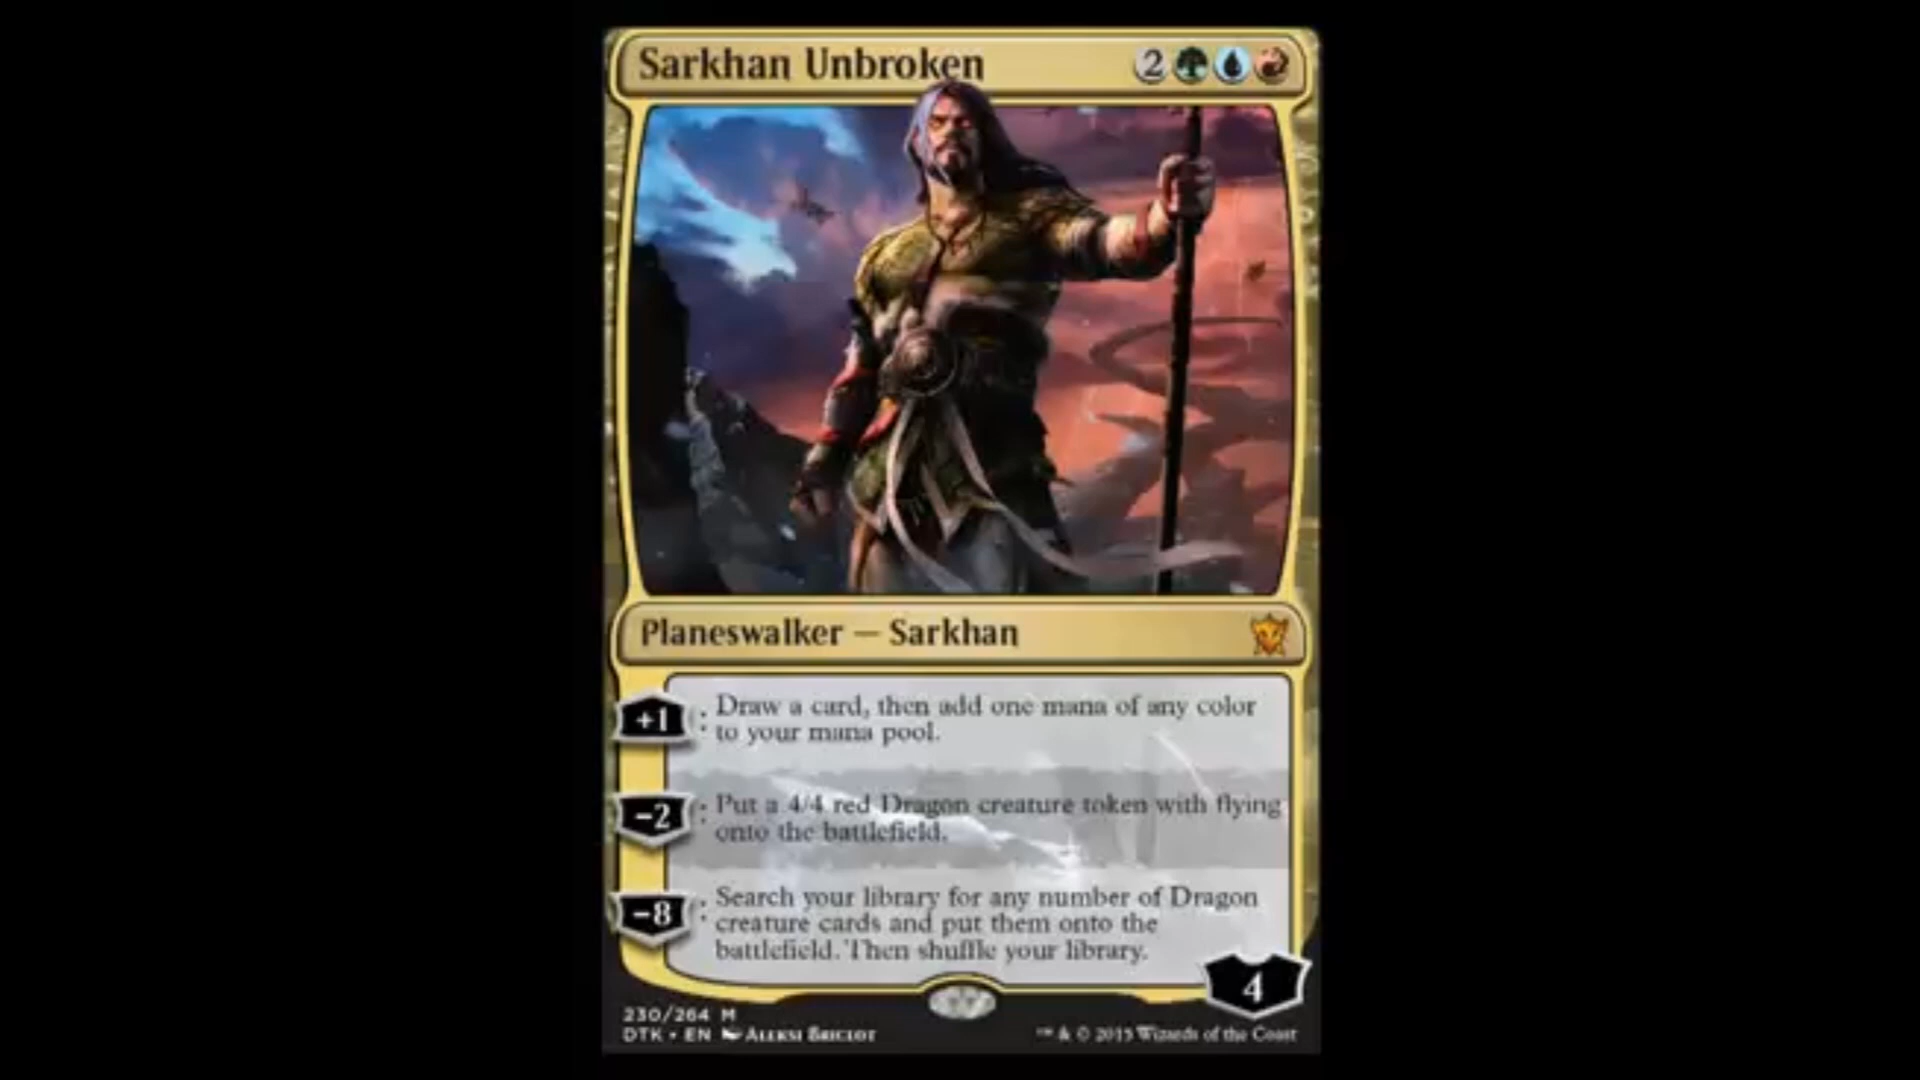 Sarkhan Unbroken 2
Planeswalker — Sarkhan
+1 : Draw a card, then add one mana of any color
to your mana pool.
−2 : Put a 4/4 red Dragon creature token with flying
onto the battlefield.
−8 : Search your library for any number of Dragon
creature cards and put them onto the
battlefield. Then shuffle your library.
4
230/264 M
DTK • EN Aleksi Briclot
™ & © 2015 Wizards of the Coast